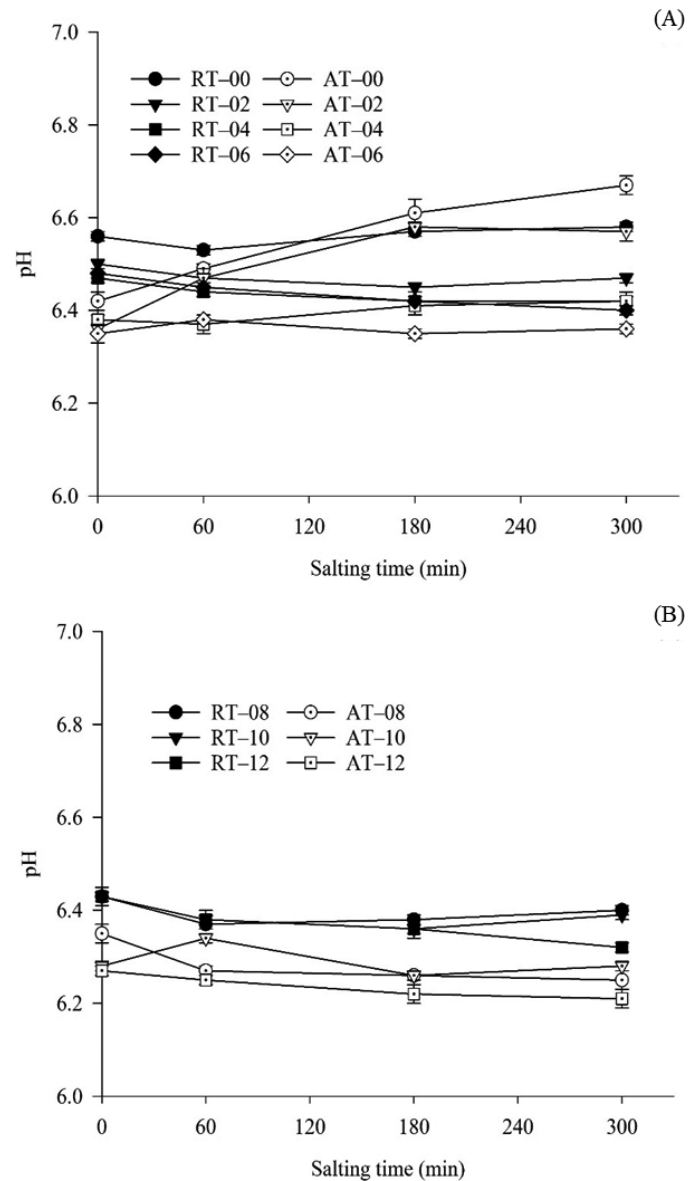 (A)
7.0
RT–00 AT–00
6.8
RT–02 AT–02
RT–04 AT–04
RT–06 AT–06
6.6
pH
6.4
6.2
6.0
0 60 120 180 240 300
Salting time (min)
(B)
7.0
6.8
RT–08 AT–08
RT–10 AT–10
RT–12 AT–12
6.6
pH
6.4
6.2
6.0
0 60 120 180 240 300
Salting time (min)